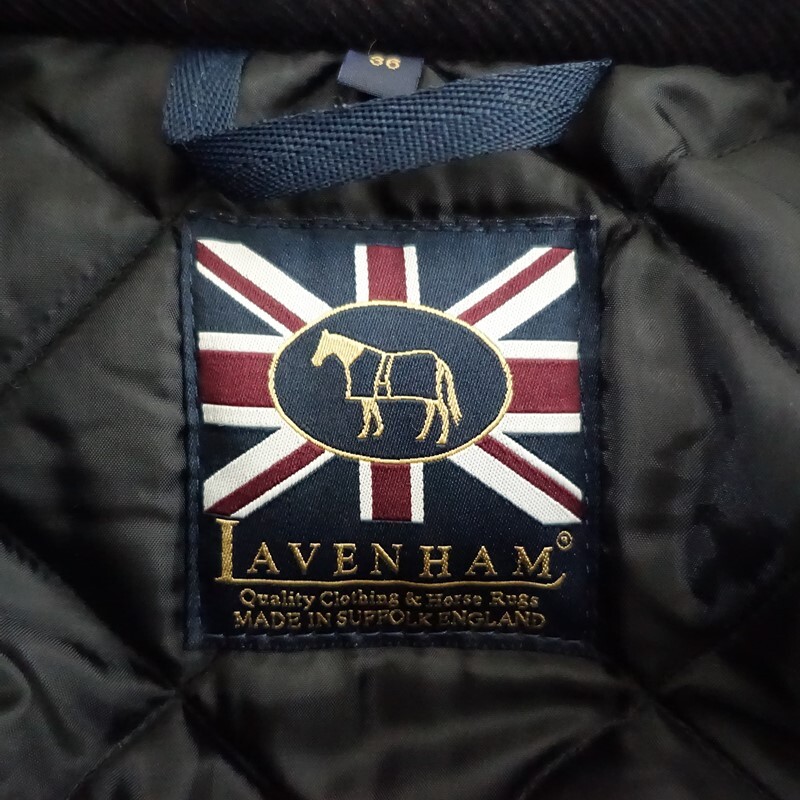 36
LAVENHAM®
Quality Clothing & Horse Rugs
MADE IN SUFFOLK ENGLAND